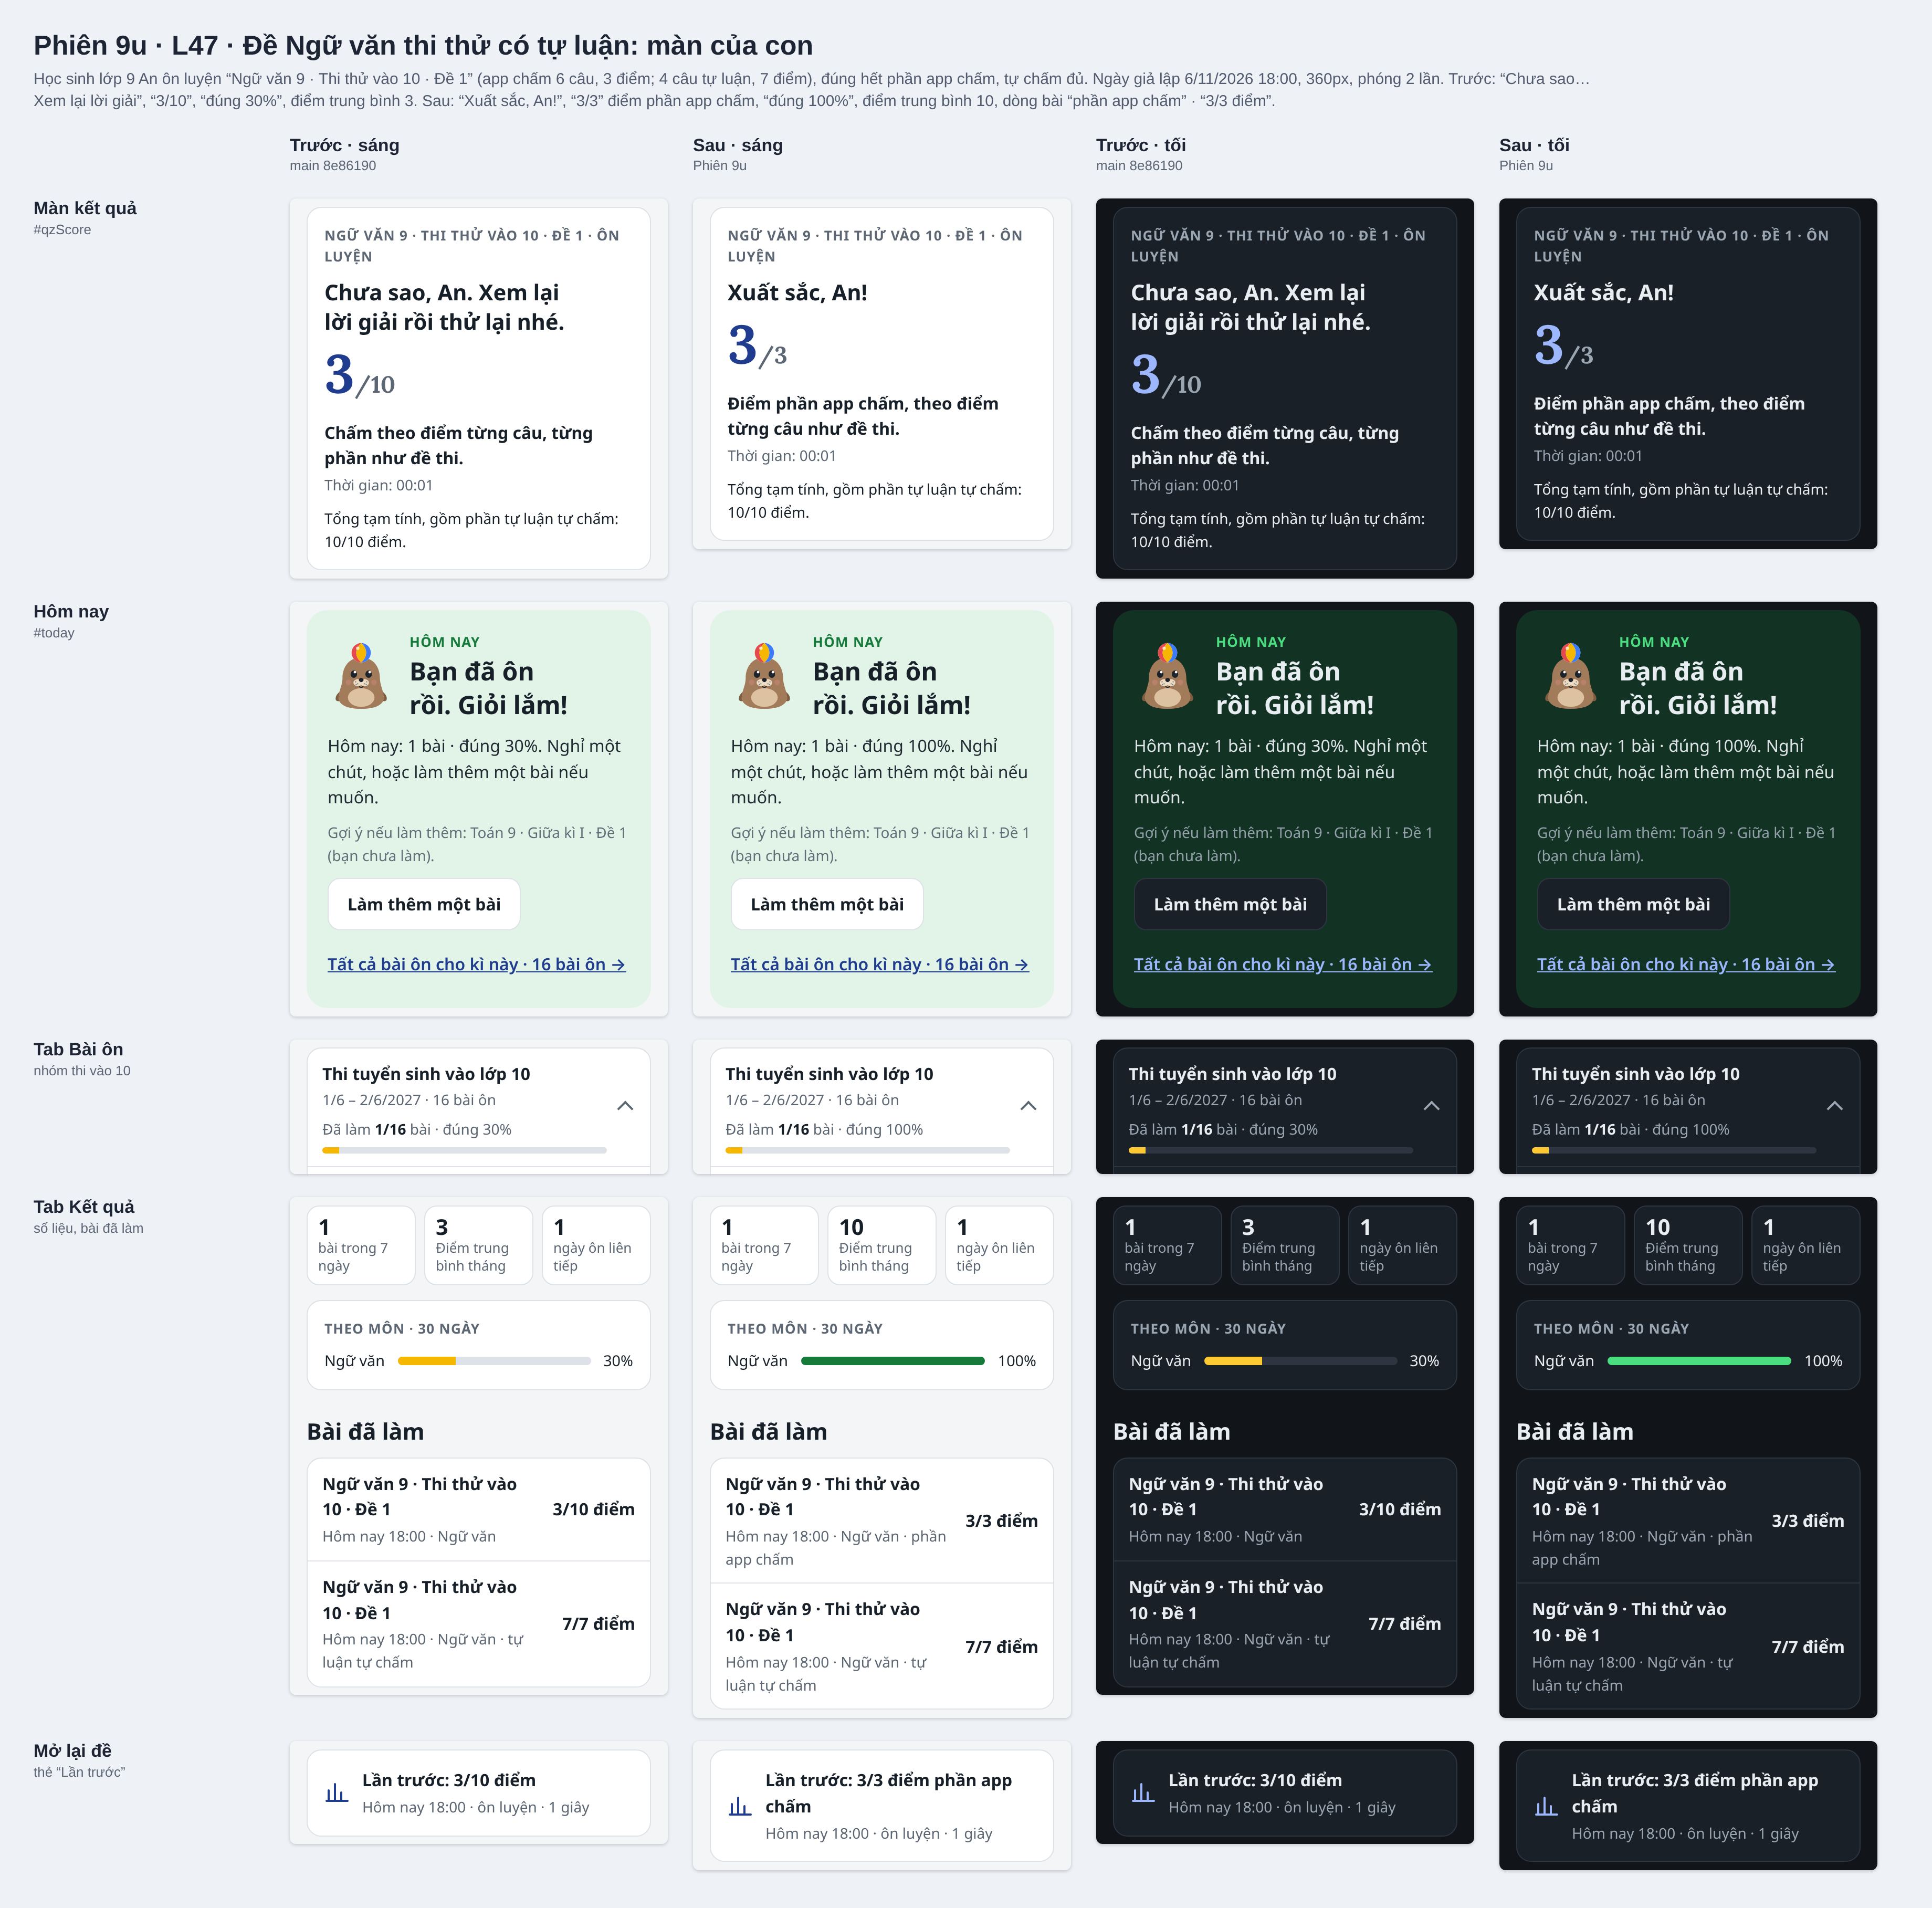 Phiên 9u · L47 · Đề Ngữ văn thi thử có tự luận: màn của con
Học sinh lớp 9 An ôn luyện “Ngữ văn 9 · Thi thử vào 10 · Đề 1” (app chấm 6 câu, 3 điểm; 4 câu tự luận, 7 điểm), đúng hết phần app chấm, tự chấm đủ. Ngày giả lập 6/11/2026 18:00, 360px, phóng 2 lần. Trước: “Chưa sao…
Xem lại lời giải”, “3/10”, “đúng 30%”, điểm trung bình 3. Sau: “Xuất sắc, An!”, “3/3” điểm phần app chấm, “đúng 100%”, điểm trung bình 10, dòng bài “phần app chấm” · “3/3 điểm”.
Trước · sáng
main 8e86190
Sau · sáng
Phiên 9u
Trước · tối
main 8e86190
Sau · tối
Phiên 9u
Màn kết quả
#qzScore
NGỮ VĂN 9 · THI THỬ VÀO 10 · ĐỀ 1 · ÔN
LUYỆN
Chưa sao, An. Xem lại
lời giải rồi thử lại nhé.
3/10
Chấm theo điểm từng câu, từng
phần như đề thi.
Thời gian: 00:01
Tổng tạm tính, gồm phần tự luận tự chấm:
10/10 điểm.
NGỮ VĂN 9 · THI THỬ VÀO 10 · ĐỀ 1 · ÔN
LUYỆN
Xuất sắc, An!
3/3
Điểm phần app chấm, theo điểm
từng câu như đề thi.
Thời gian: 00:01
Tổng tạm tính, gồm phần tự luận tự chấm:
10/10 điểm.
NGỮ VĂN 9 · THI THỬ VÀO 10 · ĐỀ 1 · ÔN
LUYỆN
Chưa sao, An. Xem lại
lời giải rồi thử lại nhé.
3/10
Chấm theo điểm từng câu, từng
phần như đề thi.
Thời gian: 00:01
Tổng tạm tính, gồm phần tự luận tự chấm:
10/10 điểm.
NGỮ VĂN 9 · THI THỬ VÀO 10 · ĐỀ 1 · ÔN
LUYỆN
Xuất sắc, An!
3/3
Điểm phần app chấm, theo điểm
từng câu như đề thi.
Thời gian: 00:01
Tổng tạm tính, gồm phần tự luận tự chấm:
10/10 điểm.
Hôm nay
#today
HÔM NAY
Bạn đã ôn
rồi. Giỏi lắm!
Hôm nay: 1 bài · đúng 30%. Nghỉ một
chút, hoặc làm thêm một bài nếu
muốn.
Gợi ý nếu làm thêm: Toán 9 · Giữa kì I · Đề 1
(bạn chưa làm).
Làm thêm một bài
Tất cả bài ôn cho kì này · 16 bài ôn →
HÔM NAY
Bạn đã ôn
rồi. Giỏi lắm!
Hôm nay: 1 bài · đúng 100%. Nghỉ
một chút, hoặc làm thêm một bài nếu
muốn.
Gợi ý nếu làm thêm: Toán 9 · Giữa kì I · Đề 1
(bạn chưa làm).
Làm thêm một bài
Tất cả bài ôn cho kì này · 16 bài ôn →
HÔM NAY
Bạn đã ôn
rồi. Giỏi lắm!
Hôm nay: 1 bài · đúng 30%. Nghỉ một
chút, hoặc làm thêm một bài nếu
muốn.
Gợi ý nếu làm thêm: Toán 9 · Giữa kì I · Đề 1
(bạn chưa làm).
Làm thêm một bài
Tất cả bài ôn cho kì này · 16 bài ôn →
HÔM NAY
Bạn đã ôn
rồi. Giỏi lắm!
Hôm nay: 1 bài · đúng 100%. Nghỉ
một chút, hoặc làm thêm một bài nếu
muốn.
Gợi ý nếu làm thêm: Toán 9 · Giữa kì I · Đề 1
(bạn chưa làm).
Làm thêm một bài
Tất cả bài ôn cho kì này · 16 bài ôn →
Tab Bài ôn
nhóm thi vào 10
Thi tuyển sinh vào lớp 10
1/6 – 2/6/2027 · 16 bài ôn
Đã làm 1/16 bài · đúng 30%
Thi tuyển sinh vào lớp 10
1/6 – 2/6/2027 · 16 bài ôn
Đã làm 1/16 bài · đúng 100%
Thi tuyển sinh vào lớp 10
1/6 – 2/6/2027 · 16 bài ôn
Đã làm 1/16 bài · đúng 30%
Thi tuyển sinh vào lớp 10
1/6 – 2/6/2027 · 16 bài ôn
Đã làm 1/16 bài · đúng 100%
Tab Kết quả
số liệu, bài đã làm
1
bài trong 7
ngày
3
Điểm trung
bình tháng
1
ngày ôn liên
tiếp
THEO MÔN · 30 NGÀY
Ngữ văn 30%
Bài đã làm
Ngữ văn 9 · Thi thử vào
10 · Đề 1
3/10 điểm
Hôm nay 18:00 · Ngữ văn
Ngữ văn 9 · Thi thử vào
10 · Đề 1
7/7 điểm
Hôm nay 18:00 · Ngữ văn · tự
luận tự chấm
1
bài trong 7
ngày
10
Điểm trung
bình tháng
1
ngày ôn liên
tiếp
THEO MÔN · 30 NGÀY
Ngữ văn 100%
Bài đã làm
Ngữ văn 9 · Thi thử vào
10 · Đề 1
3/3 điểm
Hôm nay 18:00 · Ngữ văn · phần
app chấm
Ngữ văn 9 · Thi thử vào
10 · Đề 1
7/7 điểm
Hôm nay 18:00 · Ngữ văn · tự
luận tự chấm
1
bài trong 7
ngày
3
Điểm trung
bình tháng
1
ngày ôn liên
tiếp
THEO MÔN · 30 NGÀY
Ngữ văn 30%
Bài đã làm
Ngữ văn 9 · Thi thử vào
10 · Đề 1
3/10 điểm
Hôm nay 18:00 · Ngữ văn
Ngữ văn 9 · Thi thử vào
10 · Đề 1
7/7 điểm
Hôm nay 18:00 · Ngữ văn · tự
luận tự chấm
1
bài trong 7
ngày
10
Điểm trung
bình tháng
1
ngày ôn liên
tiếp
THEO MÔN · 30 NGÀY
Ngữ văn 100%
Bài đã làm
Ngữ văn 9 · Thi thử vào
10 · Đề 1
3/3 điểm
Hôm nay 18:00 · Ngữ văn · phần
app chấm
Ngữ văn 9 · Thi thử vào
10 · Đề 1
7/7 điểm
Hôm nay 18:00 · Ngữ văn · tự
luận tự chấm
Mở lại đề
thẻ “Lần trước”
Lần trước: 3/10 điểm
Hôm nay 18:00 · ôn luyện · 1 giây
Lần trước: 3/3 điểm phần app
chấm
Hôm nay 18:00 · ôn luyện · 1 giây
Lần trước: 3/10 điểm
Hôm nay 18:00 · ôn luyện · 1 giây
Lần trước: 3/3 điểm phần app
chấm
Hôm nay 18:00 · ôn luyện · 1 giây